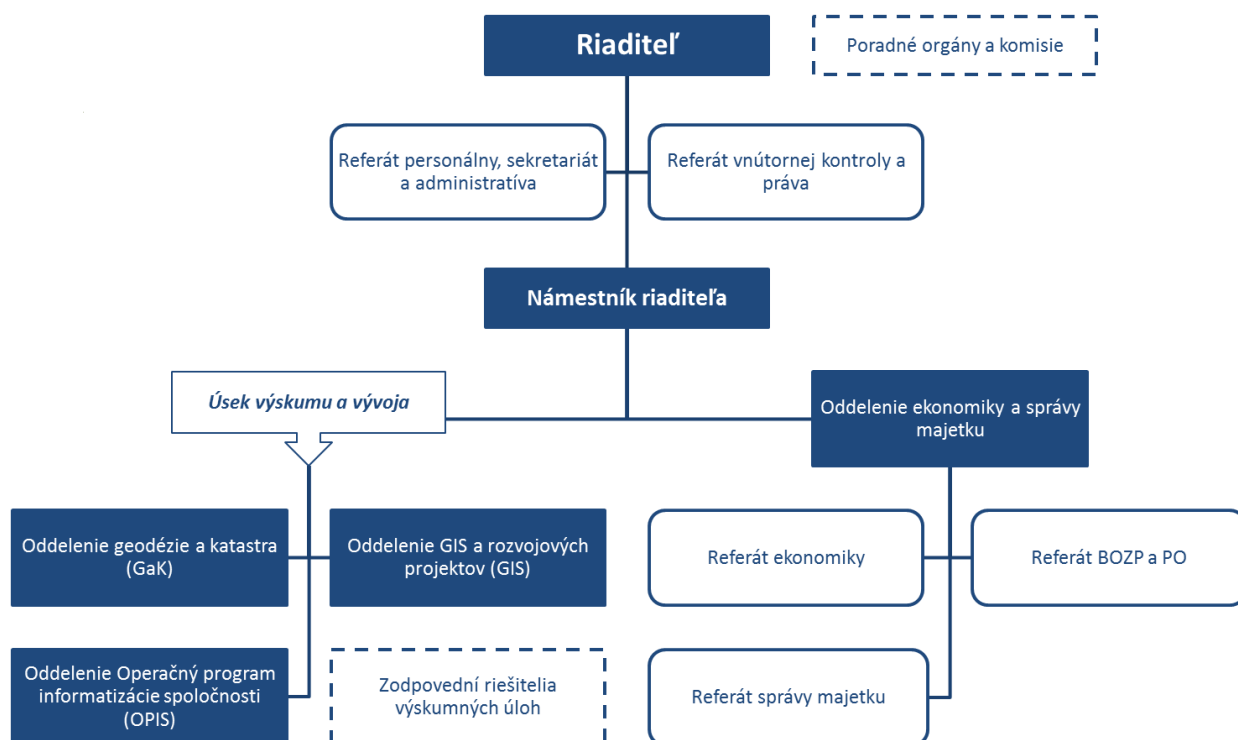 Riaditeľ
Poradné orgány a komisie
Referát personálny, sekretariát
a administratíva
Referát vnútornej kontroly a
práva
Námestník riaditeľa
Úsek výskumu a vývoja
Oddelenie ekonomiky a správy
majetku
Oddelenie geodézie a katastra
(GaK)
Oddelenie GIS a rozvojových
projektov (GIS)
Referát ekonomiky
Referát BOZP a PO
Oddelenie Operačný program
informatizácie spoločnosti
(OPIS)
Zodpovední riešitelia
výskumných úloh
Referát správy majetku